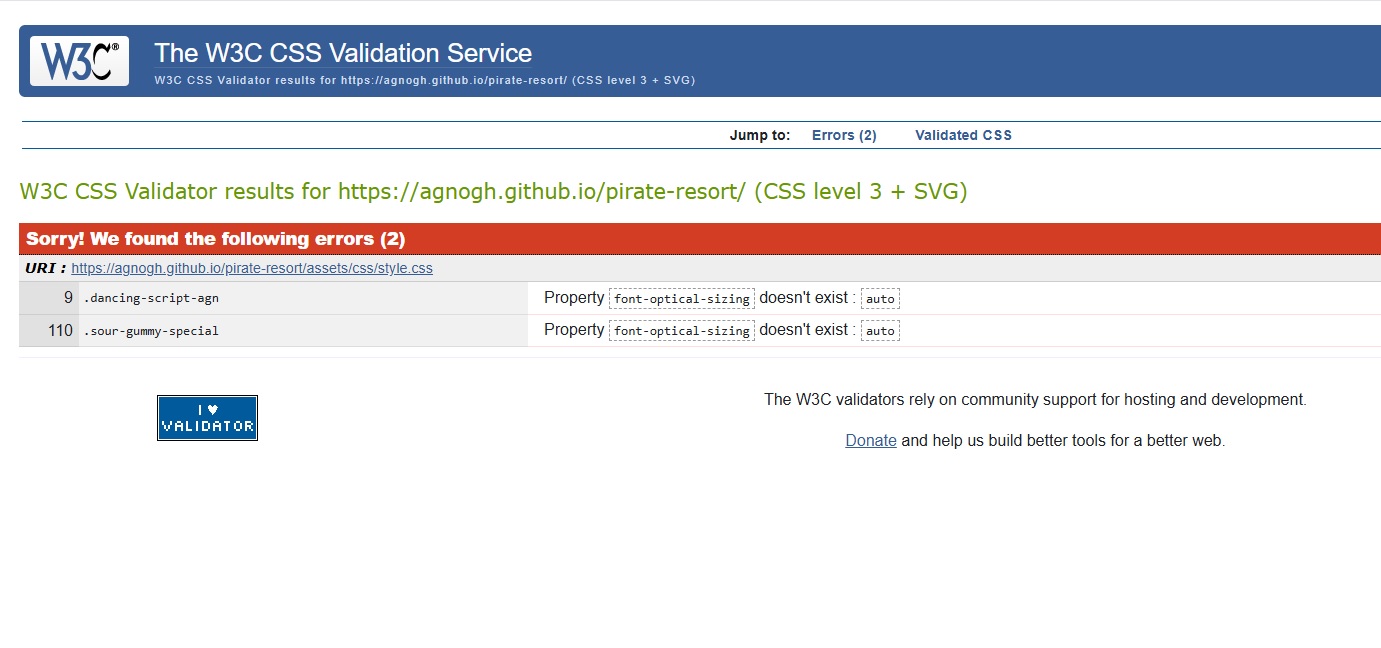 W3C®
The W3C CSS Validation Service
W3C CSS Validator results for https://agnogh.github.io/pirate-resort/ (CSS level 3 + SVG)
Jump to: Errors (2) Validated CSS
W3C CSS Validator results for https://agnogh.github.io/pirate-resort/ (CSS level 3 + SVG)
Sorry! We found the following errors (2)
URI : https://agnogh.github.io/pirate-resort/assets/css/style.css
9 .dancing-script-agn Property font-optical-sizing doesn't exist : auto
110 .sour-gummy-special Property font-optical-sizing doesn't exist : auto
I ♥
VALIDATOR
The W3C validators rely on community support for hosting and development.
Donate and help us build better tools for a better web.